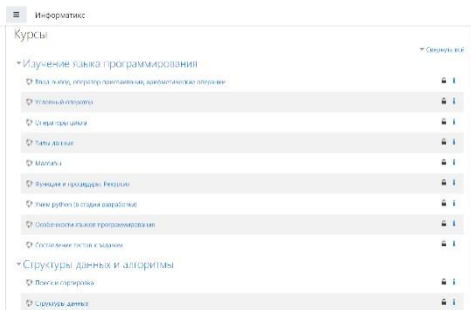 Информатикс
Курсы
Свернуть всё
Изучение языка программирования
Ввод-вывод, оператор присваивания, арифметические операции
Условный оператор
Операторы цикла
Типы данных
Массивы
Функции и процедуры. Рекурсия
Учим python (в стадии разработки)
Особенности языков программирования
Составление тестов к задачам
Структуры данных и алгоритмы
Поиск и сортировка
Структуры данных